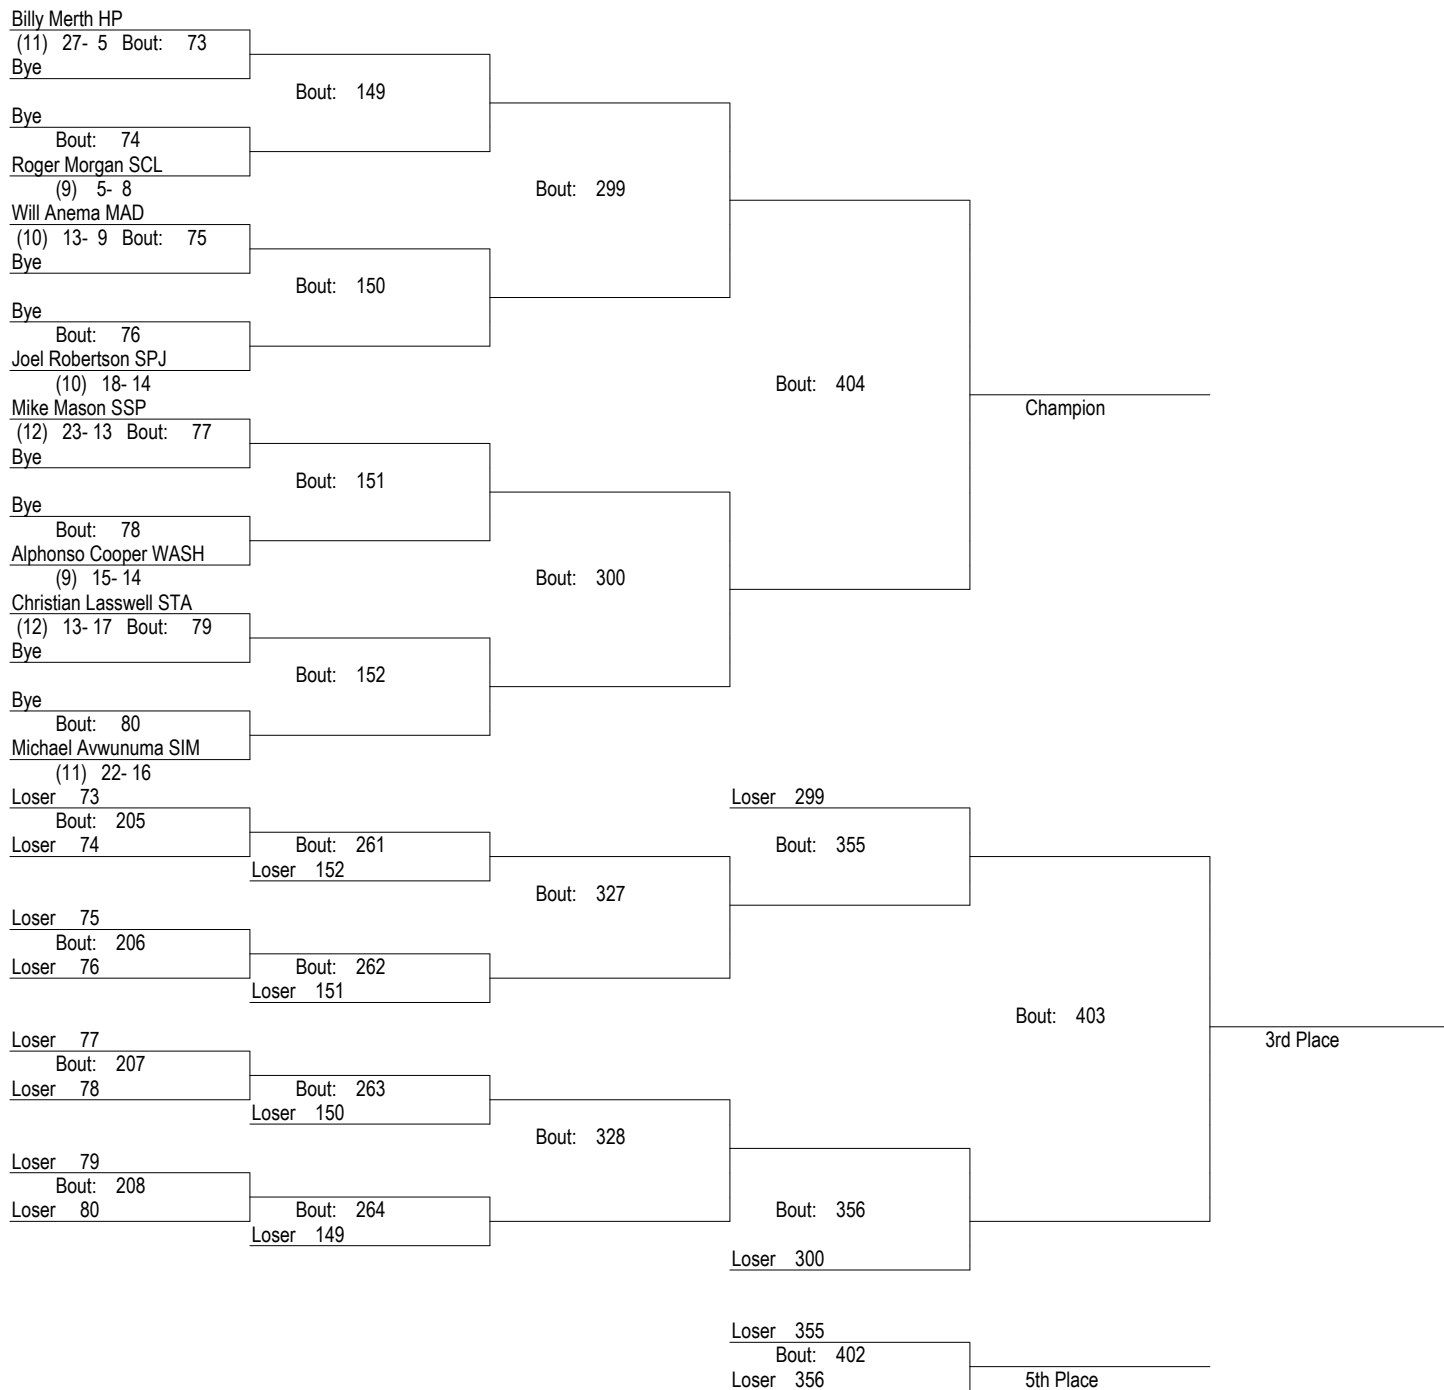 Billy Merth HP
(11) 27- 5 Bout: 73
Bye
Bout: 149
Bye
Bout: 74
Roger Morgan SCL
(9) 5- 8
Bout: 299
Will Anema MAD
(10) 13- 9 Bout: 75
Bye
Bout: 150
Bye
Bout: 76
Joel Robertson SPJ
(10) 18- 14
Bout: 404
Mike Mason SSP
Champion
(12) 23- 13 Bout: 77
Bye
Bout: 151
Bye
Bout: 78
Alphonso Cooper WASH
(9) 15- 14
Bout: 300
Christian Lasswell STA
(12) 13- 17 Bout: 79
Bye
Bout: 152
Bye
Bout: 80
Michael Avwunuma SIM
(11) 22- 16
Loser 73
Loser 299
Bout: 205
Loser 74
Bout: 261
Bout: 355
Loser 152
Bout: 327
Loser 75
Bout: 206
Loser 76
Bout: 262
Loser 151
Bout: 403
Loser 77
3rd Place
Bout: 207
Loser 78
Bout: 263
Loser 150
Bout: 328
Loser 79
Bout: 208
Loser 80
Bout: 264
Bout: 356
Loser 149
Loser 300
Loser 355
Bout: 402
Loser 356
5th Place